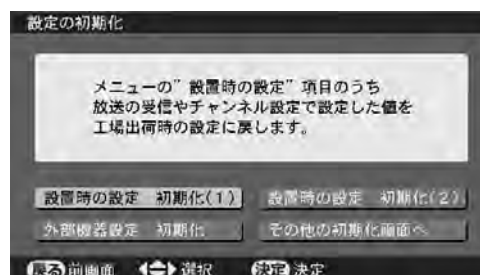 設定の初期化
メニューの”設置時の設定”項目のうち
放送の受信やチャンネル設定で設定した値を
工場出荷時の設定に戻します。
設置時の設定 初期化(1) 設置時の設定 初期化(2)
外部機器設定 初期化 その他の初期化画面へ
戻る 前画面 選択 決定 決定